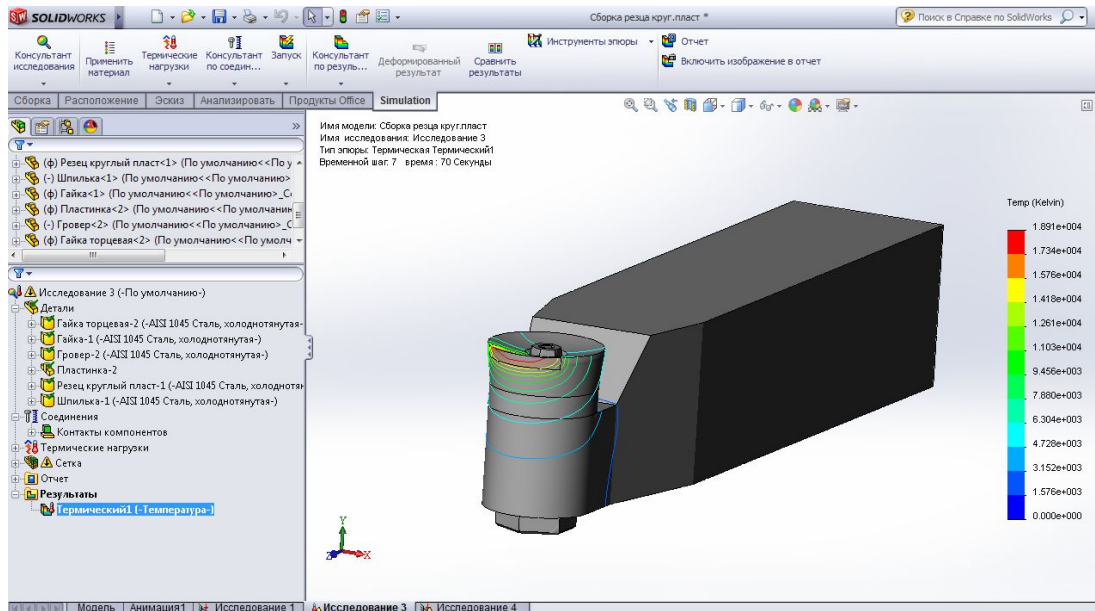 SOLIDWORKS
Сборка резца круг.пласт *
Поиск в Справке по SolidWorks
Консультант исследования
Применить материал
Термические нагрузки
Консультант по соедин...
Запуск
Консультант по резуль...
Деформированный результат
Сравнить результаты
Инструменты эпюры
Отчет
Включить изображение в отчет
Сборка Расположение Эскиз Анализировать Продукты Office Simulation
(ф) Резец круглый пласт<1> (По умолчанию<<По у
(-) Шпилька<1> (По умолчанию<<По умолчанию>
(ф) Гайка<1> (По умолчанию<<По умолчанию>_Co
(ф) Пластинка<2> (По умолчанию<<По умолчани
(-) Гровер<2> (По умолчанию<<По умолчанию>_С
(ф) Гайка торцевая<2> (По умолчанию<<По умолч
Исследование 3 (-По умолчанию-)
Детали
Гайка торцевая-2 (-AISI 1045 Сталь, холоднотянутая-
Гайка-1 (-AISI 1045 Сталь, холоднотянутая-)
Гровер-2 (-AISI 1045 Сталь, холоднотянутая-)
Пластинка-2
Резец круглый пласт-1 (-AISI 1045 Сталь, холоднотян
Шпилька-1 (-AISI 1045 Сталь, холоднотянутая-)
Соединения
Контакты компонентов
Термические нагрузки
Сетка
Отчет
Результаты
Термический1 (-Температура-)
Имя модели: Сборка резца круг.пласт
Имя исследования: Исследование 3
Тип эпюры: Термическая Термический1
Временной шаг: 7 время : 70 Секунды
Temp (Kelvin)
1.891e+004
1.734e+004
1.576e+004
1.418e+004
1.261e+004
1.103e+004
9.456e+003
7.880e+003
6.304e+003
4.728e+003
3.152e+003
1.576e+003
0.000e+000
Y
Z X
Модель Анимация1 Исследование 1 Исследование 3 Исследование 4